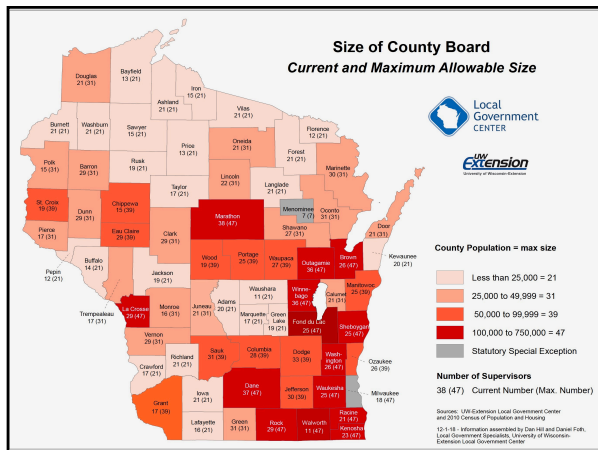 Size of County Board
Current and Maximum Allowable Size
Local
Government
CENTER
UW
Extension
University of Wisconsin-Extension
Douglas
21 (31)
Bayfield
13 (21)
Iron
15 (21)
Ashland
21 (21)
Vilas
21 (21)
Burnett
21 (21)
Washburn
21 (21)
Sawyer
15 (21)
Price
13 (21)
Oneida
21 (31)
Florence
12 (21)
Forest
21 (21)
Marinette
30 (31)
Polk
15 (31)
Barron
29 (31)
Rusk
19 (21)
Lincoln
22 (31)
Langlade
21 (21)
Taylor
17 (21)
Menominee
7 (7)
Oconto
31 (31)
St. Croix
19 (39)
Dunn
29 (31)
Chippewa
15 (39)
Marathon
38 (47)
Shawano
27 (31)
Door
21 (31)
Pierce
17 (31)
Eau Claire
29 (39)
Clark
29 (31)
Pepin
12 (21)
Buffalo
14 (21)
Jackson
19 (21)
Wood
19 (39)
Portage
25 (39)
Waupaca
27 (39)
Outagamie
36 (47)
Brown
26 (47)
Kewaunee
20 (21)
Trempealeau
17 (31)
La Crosse
29 (47)
Monroe
16 (31)
Juneau
21 (31)
Adams
20 (21)
Waushara
11 (21)
Winne-
bago
36 (47)
Calumet
21 (31)
Manitowoc
25 (39)
Marquette
17 (21)
Green
Lake
19 (21)
Fond du Lac
25 (47)
Sheboygan
25 (47)
Vernon
29 (31)
Crawford
17 (21)
Richland
21 (21)
Sauk
31 (39)
Columbia
28 (39)
Dodge
33 (39)
Wash-
ington
26 (47)
Ozaukee
26 (39)
Grant
17 (39)
Iowa
21 (21)
Dane
37 (47)
Jefferson
30 (39)
Waukesha
25 (47)
Milwaukee
18 (47)
Lafayette
16 (21)
Green
31 (31)
Rock
29 (47)
Walworth
11 (47)
Racine
21 (47)
Kenosha
23 (47)
County Population = max size
Less than 25,000 = 21
25,000 to 49,999 = 31
50,000 to 99,999 = 39
100,000 to 750,000 = 47
Statutory Special Exception
Number of Supervisors
38 (47) Current Number (Max. Number)
Sources: UW-Extension Local Government Center
and 2010 Census of Population and Housing
12-1-18 - Information assembled by Dan Hill and Daniel Foth,
Local Government Specialists, University of Wisconsin-
Extension Local Government Center